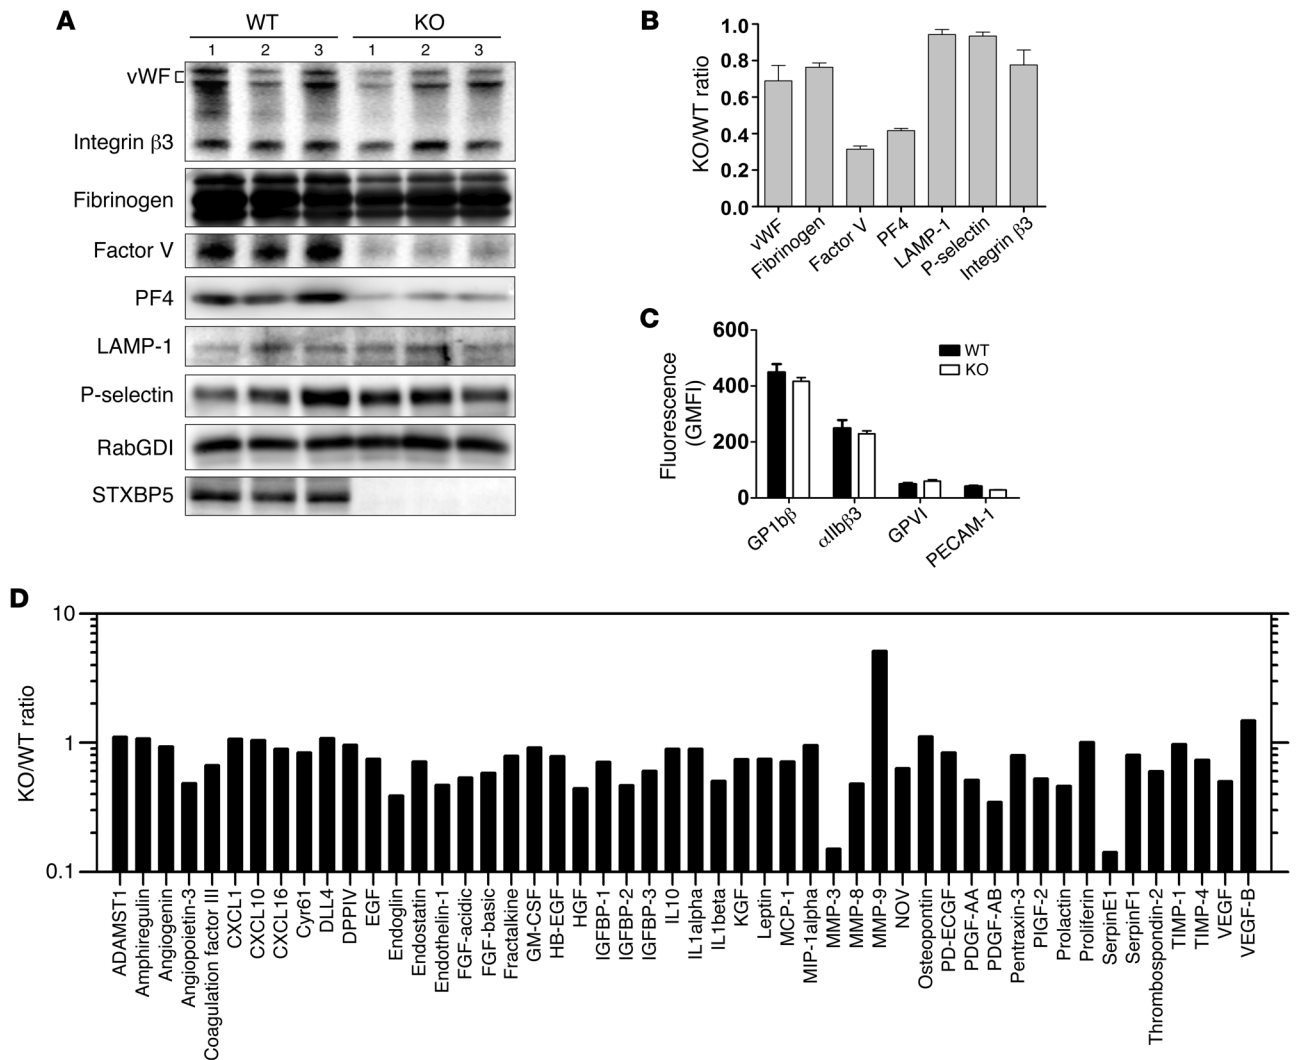 A
WT KO
1 2 3 1 2 3
vWF
Integrin β3
Fibrinogen
Factor V
PF4
LAMP-1
P-selectin
RabGDI
STXBP5
B
KO/WT ratio
1.0
0.8
0.6
0.4
0.2
0.0
vWF
Fibrinogen
Factor V
PF4
LAMP-1
P-selectin
Integrin β3
C
Fluorescence
(GMFI)
600
400
200
0
WT
KO
GP1bβ
αIIbβ3
GPVI
PECAM-1
D
KO/WT ratio
10
1
0.1
ADAMST1
Amphiregulin
Angiogenin
Angiopoietin-3
Coagulation factor III
CXCL1
CXCL10
CXCL16
Cyr61
DLL4
DPPIV
EGF
Endoglin
Endostatin
Endothelin-1
FGF-acidic
FGF-basic
Fractalkine
GM-CSF
HB-EGF
HGF
IGFBP-1
IGFBP-2
IGFBP-3
IL10
IL1alpha
IL1beta
KGF
Leptin
MCP-1
MIP-1alpha
MMP-3
MMP-8
MMP-9
NOV
Osteopontin
PD-ECGF
PDGF-AA
PDGF-AB
Pentraxin-3
PIGF-2
Prolactin
Proliferin
SerpinE1
SerpinF1
Thrombospondin-2
TIMP-1
TIMP-4
VEGF
VEGF-B